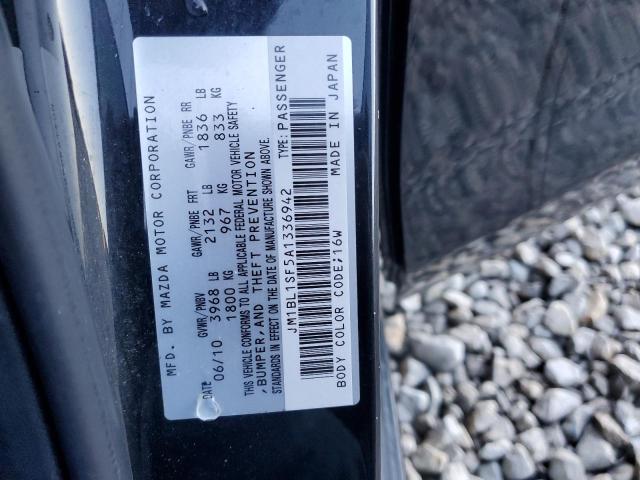 MFD. BY MAZDA MOTOR CORPORATION
DATE GVWR/PNBV GAWR/PNBE FRT GAWR/PNBE RR
06/10 3968 LB 2132 LB 1836 LB
1800 KG 967 KG 833 KG
THIS VEHICLE CONFORMS TO ALL APPLICABLE FEDERAL MOTOR VEHICLE SAFETY
,BUMPER, AND THEFT PREVENTION
STANDARDS IN EFFECT ON THE DATE OF MANUFACTURE SHOWN ABOVE.
JM1BL1SF5A1336942 TYPE: PASSENGER
BODY COLOR CODE;16W MADE IN JAPAN